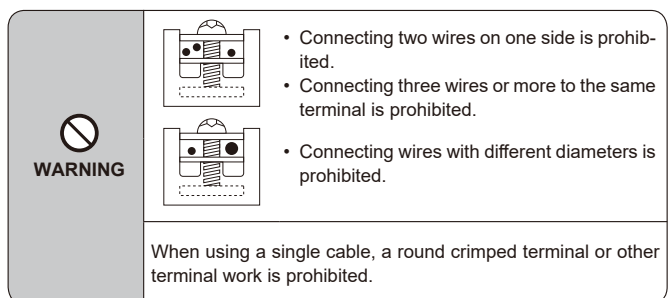 WARNING
• Connecting two wires on one side is prohib-
ited.
• Connecting three wires or more to the same
terminal is prohibited.
• Connecting wires with different diameters is
prohibited.
When using a single cable, a round crimped terminal or other
terminal work is prohibited.